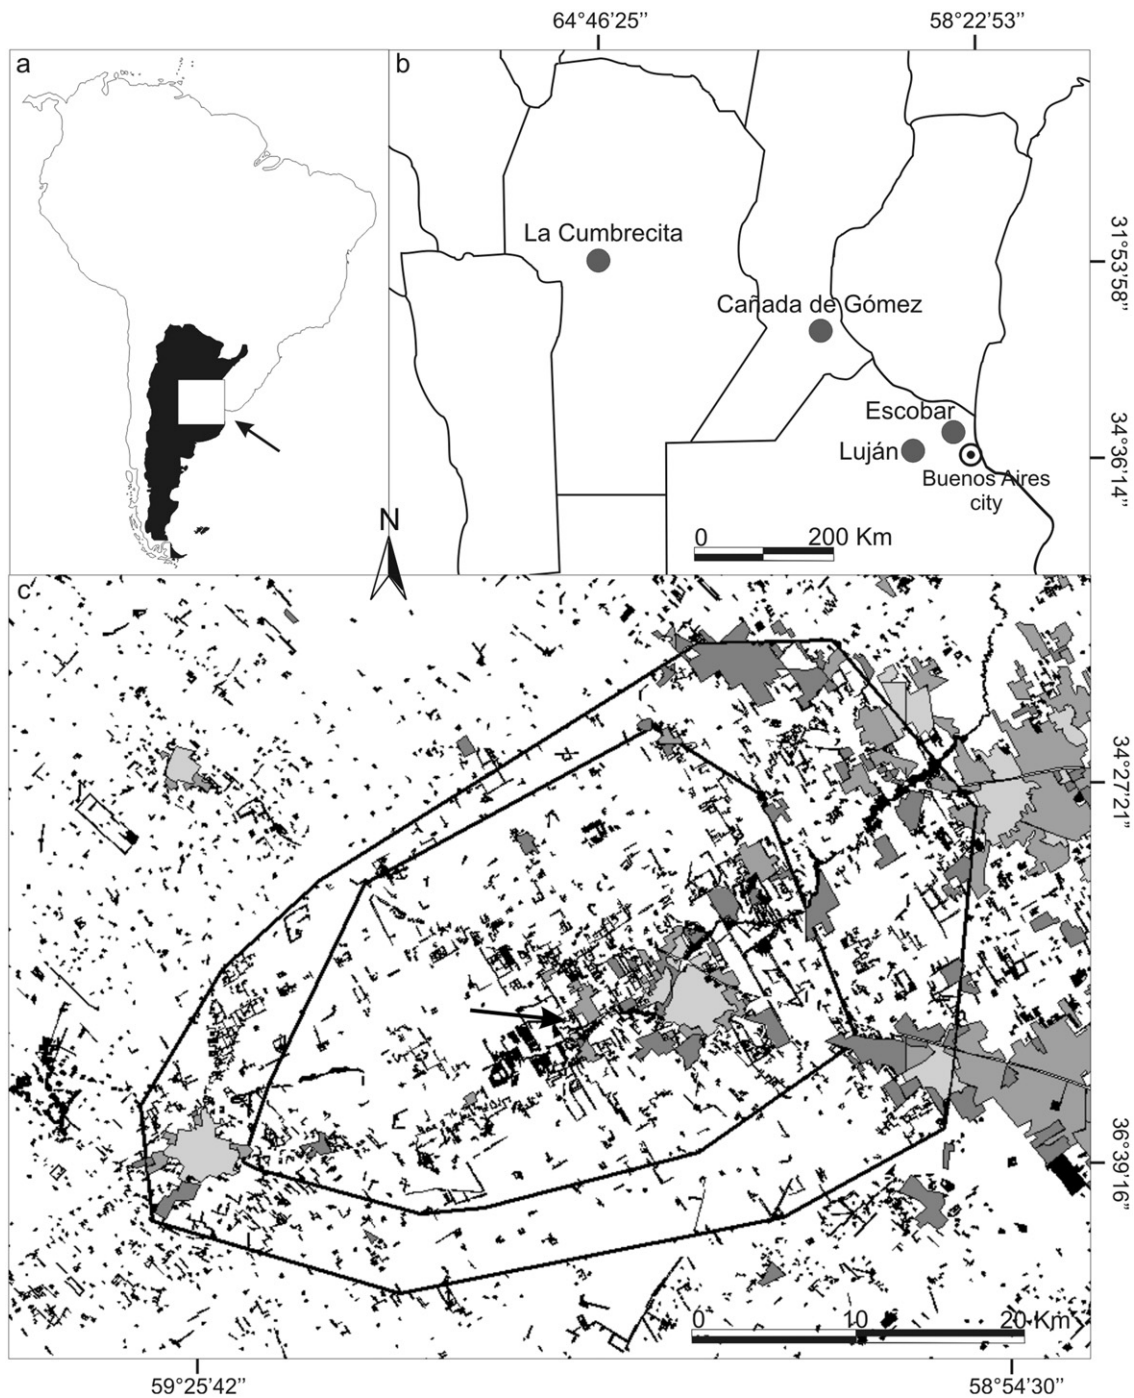 64°46'25’’
58°22'53’’
a
b
La Cumbrecita
31°53'58’’
Cañada de Gómez
Escobar
Luján
34°36'14’’
Buenos Aires
city
N
0
200 Km
c
34°27'21’’
36°39'16’’
0
10
20 Km
59°25'42’’
58°54'30’’